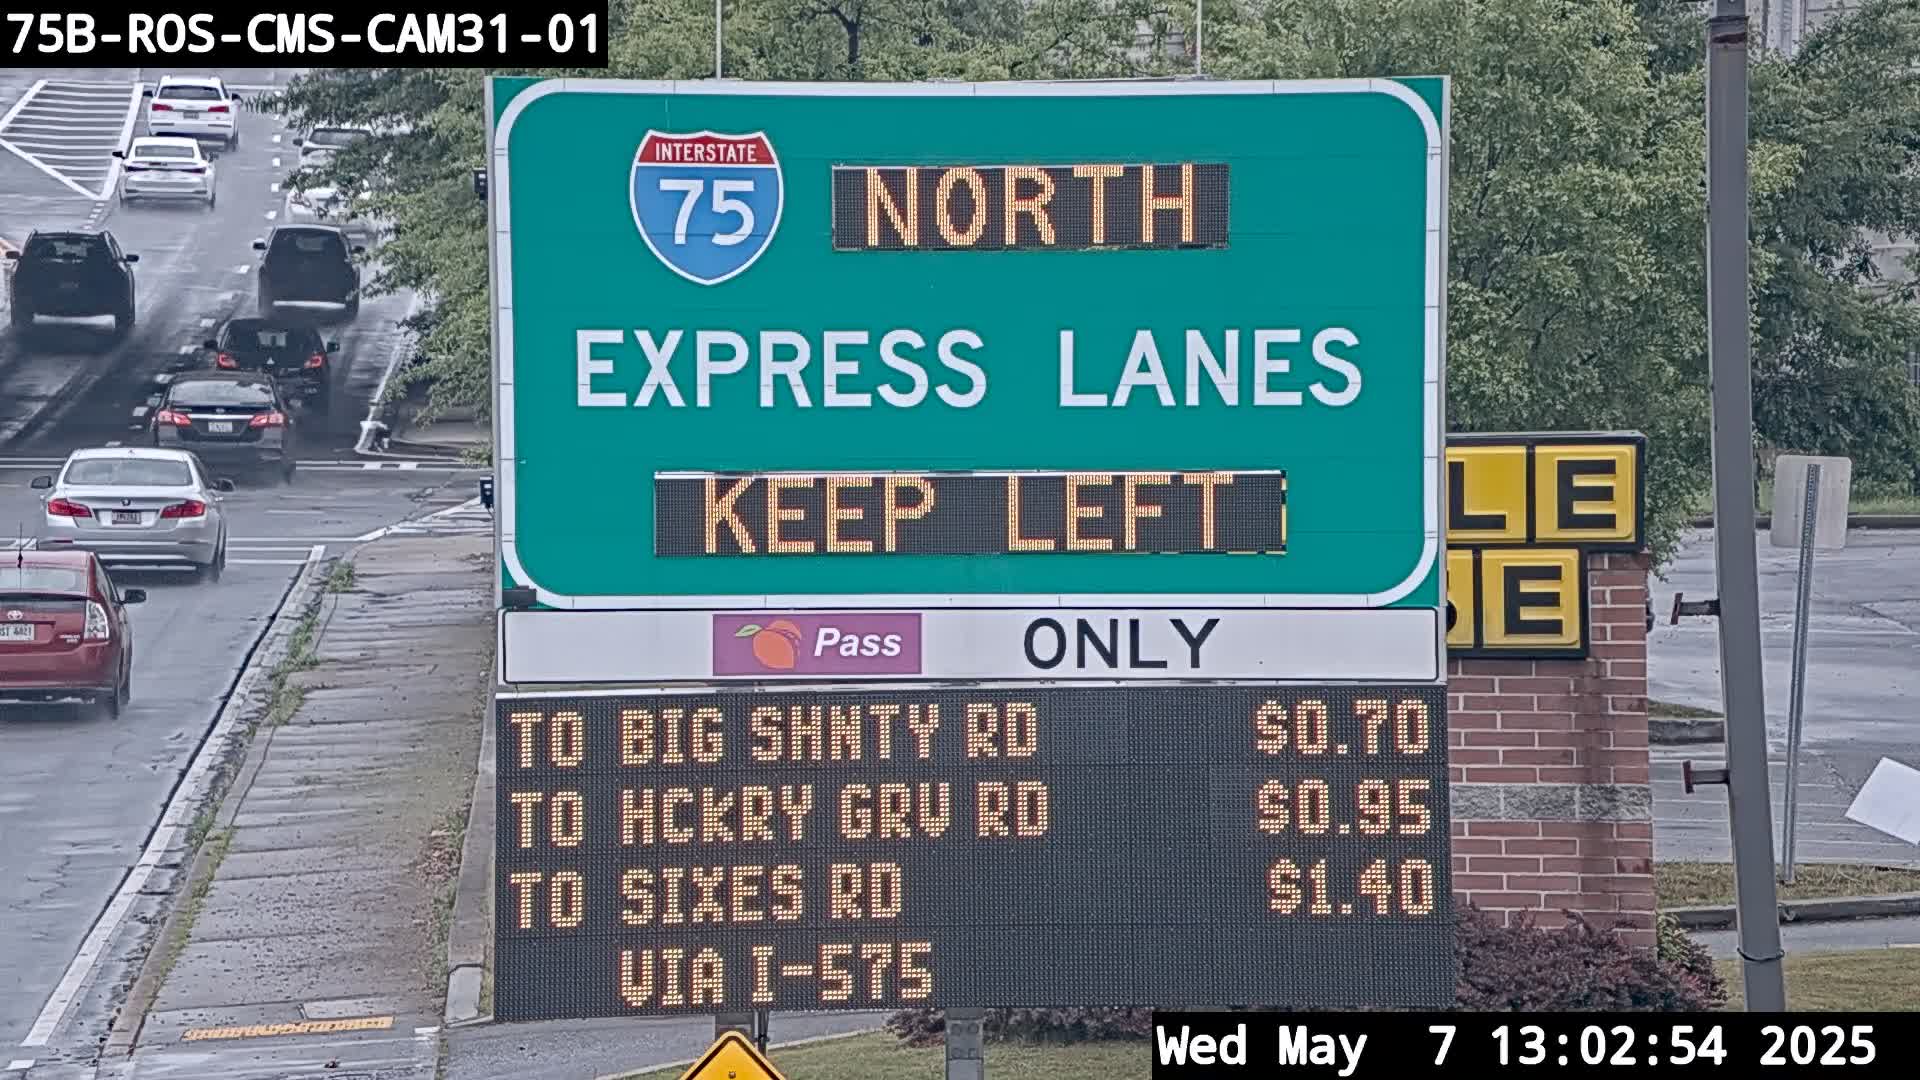 75B-ROS-CMS-CAM31-01
INTERSTATE
75
NORTH
EXPRESS LANES
KEEP LEFT
Pass ONLY
TO BIG SHNTY RD $0.70
TO HCKRY GRV RD $0.95
TO SIXES RD $1.40
VIA I-575
LE
E
Wed May 7 13:02:54 2025